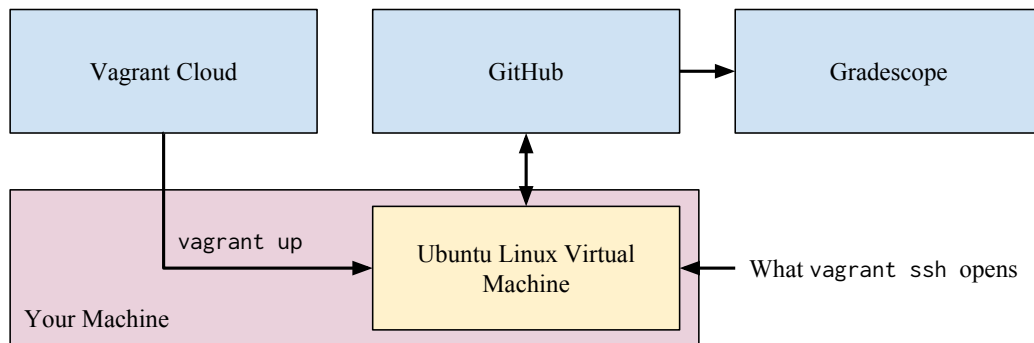 Vagrant Cloud
GitHub
Gradescope
vagrant up
Ubuntu Linux Virtual
Machine
What vagrant ssh opens
Your Machine